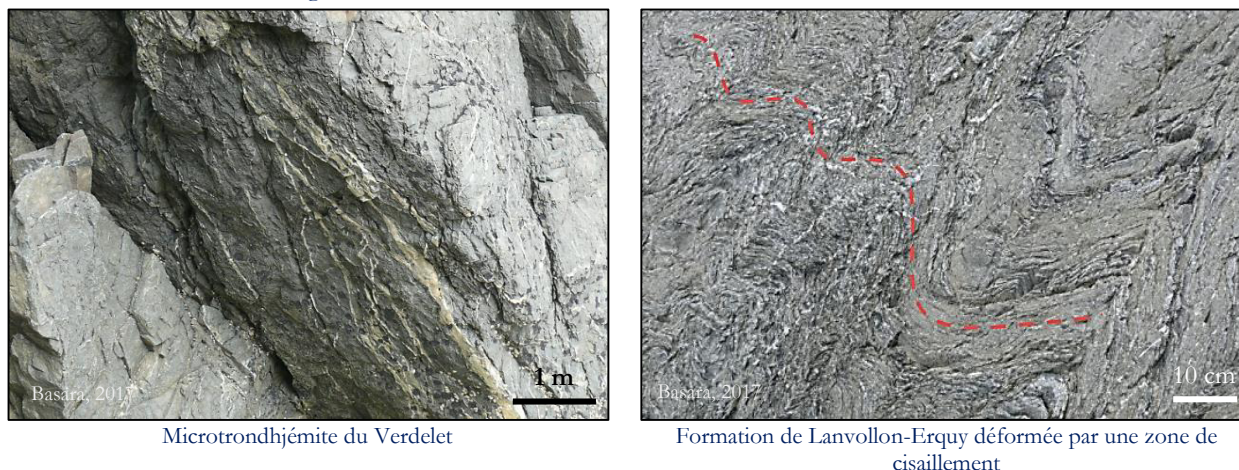 1 m
Basara, 2017
10 cm
Basara, 2017
Microtrondhjémite du Verdelet
Formation de Lanvollon-Erquy déformée par une zone de
cisaillement